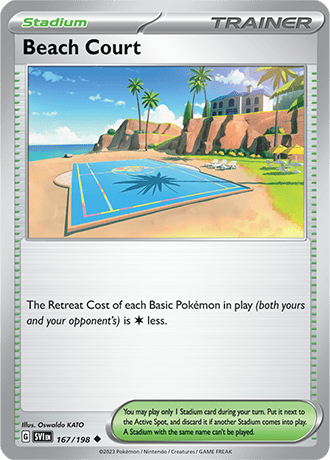 Stadium TRAINER
Beach Court
The Retreat Cost of each Basic Pokémon in play (both yours
and your opponent's) is less.
Illus. Oswaldo KATO
G SVI EN 167/198
You may play only 1 Stadium card during your turn. Put it next to
the Active Spot, and discard it if another Stadium comes into play.
A Stadium with the same name can't be played.
©2023 Pokémon / Nintendo / Creatures / GAME FREAK